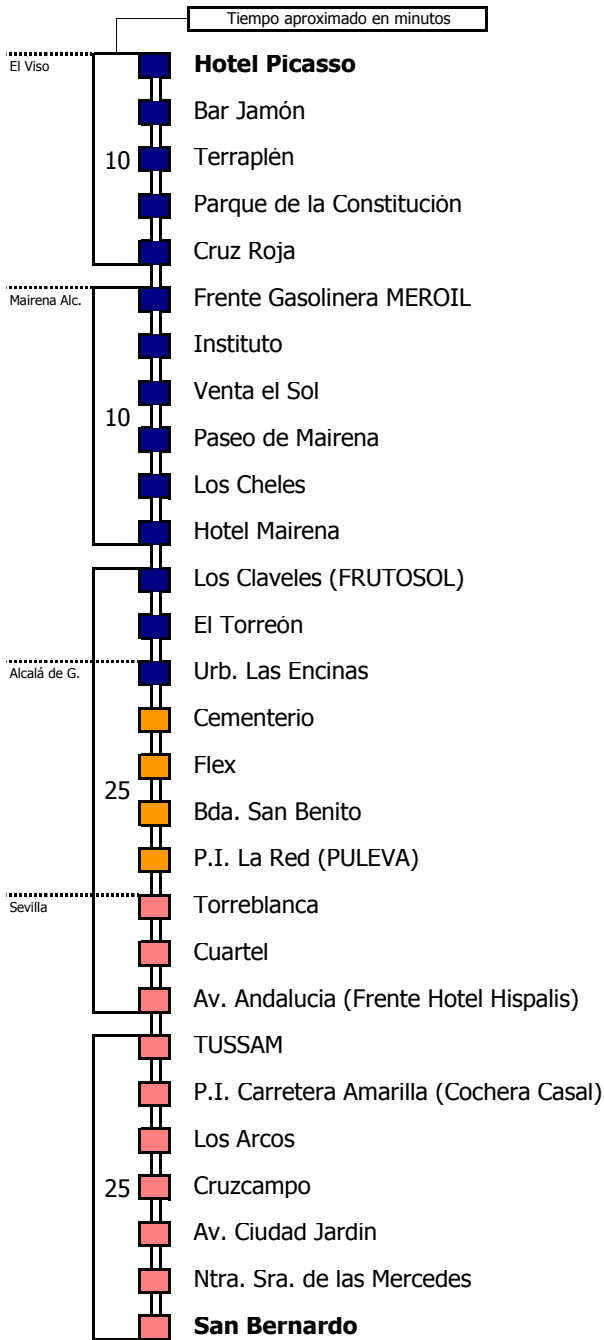 Tiempo aproximado en minutos
El Viso
Hotel Picasso
Bar Jamón
10
Terraplén
Parque de la Constitución
Cruz Roja
Mairena Alc.
Frente Gasolinera MEROIL
Instituto
Venta el Sol
10
Paseo de Mairena
Los Cheles
Hotel Mairena
Los Claveles (FRUTOSOL)
El Torreón
Alcalá de G.
Urb. Las Encinas
Cementerio
Flex
25
Bda. San Benito
P.I. La Red (PULEVA)
Sevilla
Torreblanca
Cuartel
Av. Andalucia (Frente Hotel Hispalis)
TUSSAM
P.I. Carretera Amarilla (Cochera Casal)
Los Arcos
25
Cruzcampo
Av. Ciudad Jardin
Ntra. Sra. de las Mercedes
San Bernardo